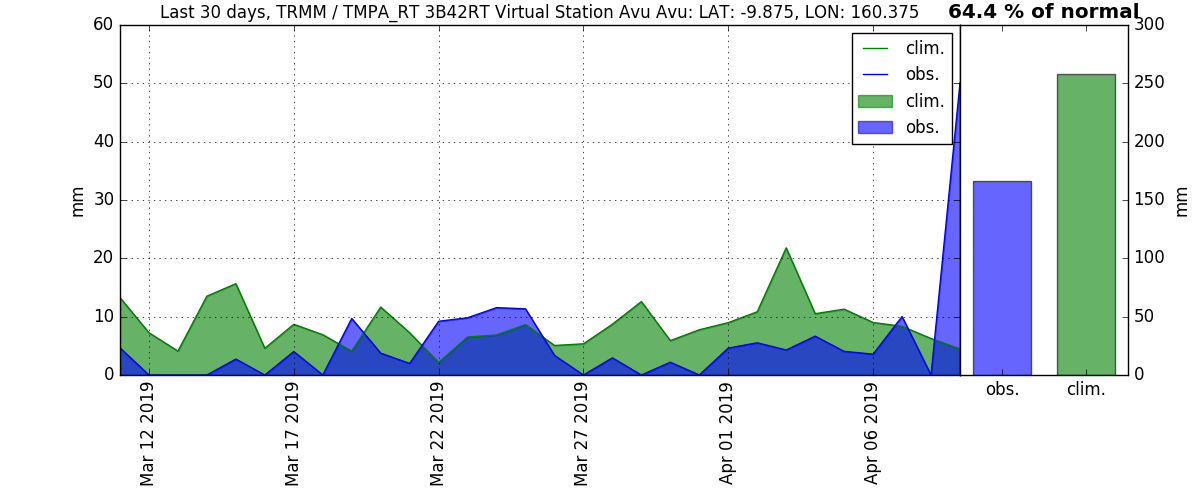 Last 30 days, TRMM / TMPA_RT 3B42RT Virtual Station Avu Avu: LAT: -9.875, LON: 160.375
64.4 % of normal
60
50
40
30
20
10
0
mm
clim.
obs.
clim.
obs.
300
250
200
150
100
50
0
mm
Mar 12 2019
Mar 17 2019
Mar 22 2019
Mar 27 2019
Apr 01 2019
Apr 06 2019
obs.
clim.